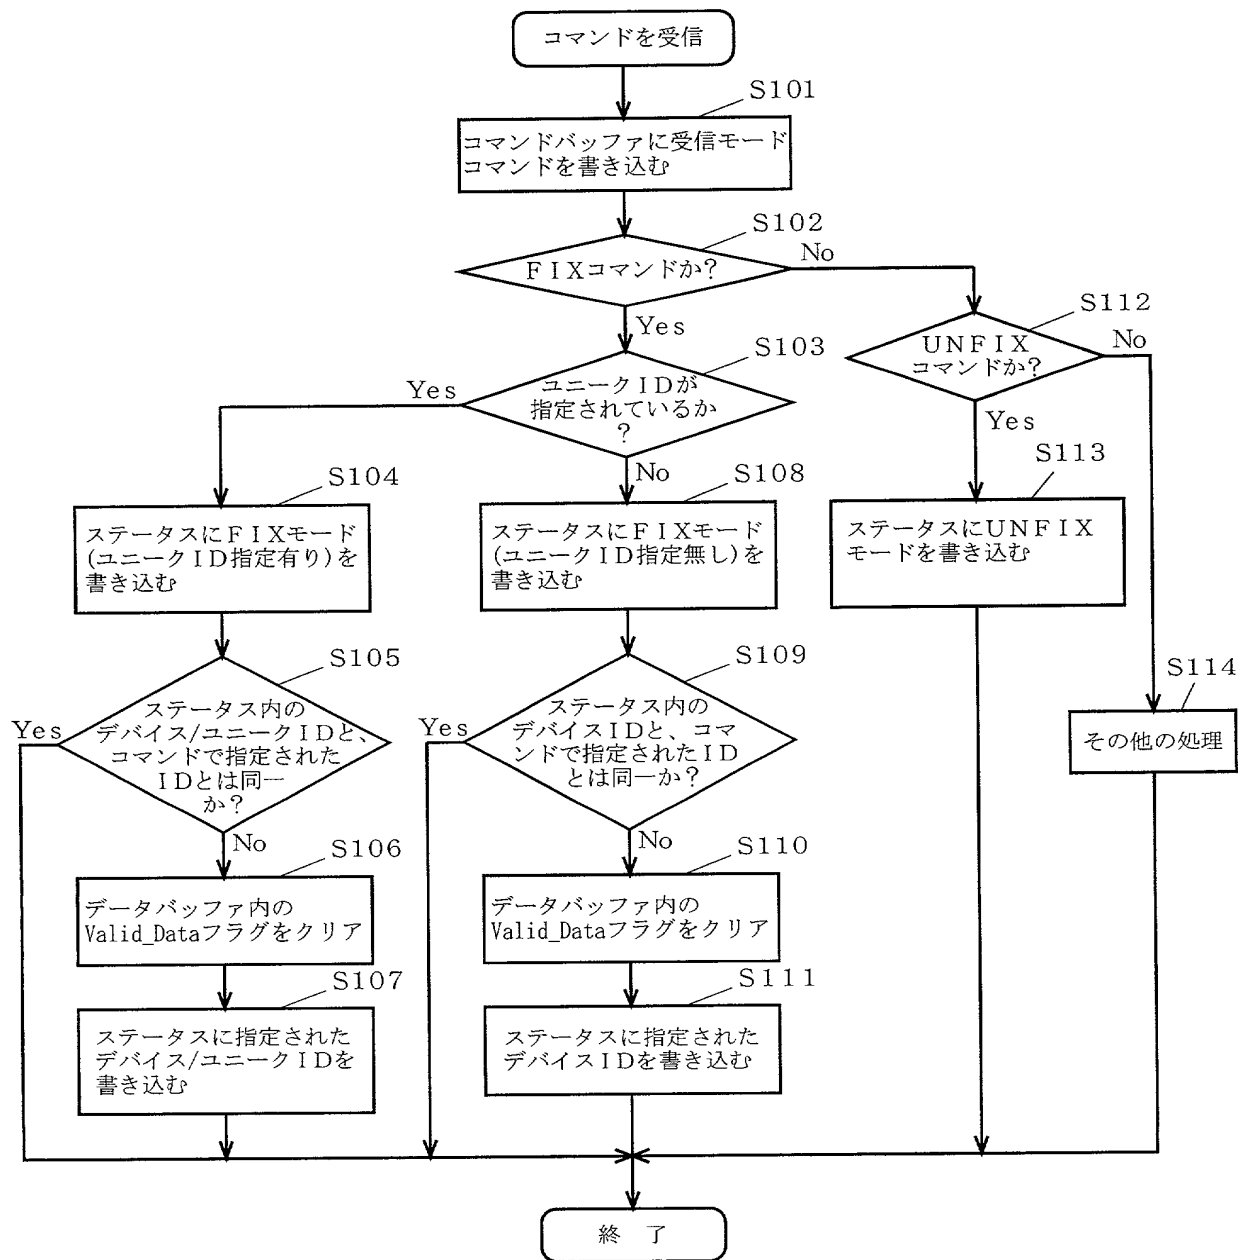 コマンドを受信
S101
コマンドバッファに受信モード
コマンドを書き込む
S102
FIXコマンドか?
No
Yes
S112
UNFIX
コマンドか?
No
Yes
S103
ユニークIDが
指定されているか
?
Yes
No
S104
ステータスにFIXモード
(ユニークID指定有り)を
書き込む
S108
ステータスにFIXモード
(ユニークID指定無し)を
書き込む
S113
ステータスにUNFIX
モードを書き込む
S105
ステータス内の
デバイス/ユニークIDと、
コマンドで指定された
IDとは同一
か?
Yes
No
S109
ステータス内の
デバイスIDと、コマ
ンドで指定されたID
とは同一か?
Yes
No
S114
その他の処理
S106
データバッファ内の
Valid_Dataフラグをクリア
S110
データバッファ内の
Valid_Dataフラグをクリア
S107
ステータスに指定された
デバイス/ユニークIDを
書き込む
S111
ステータスに指定された
デバイスIDを書き込む
終 了